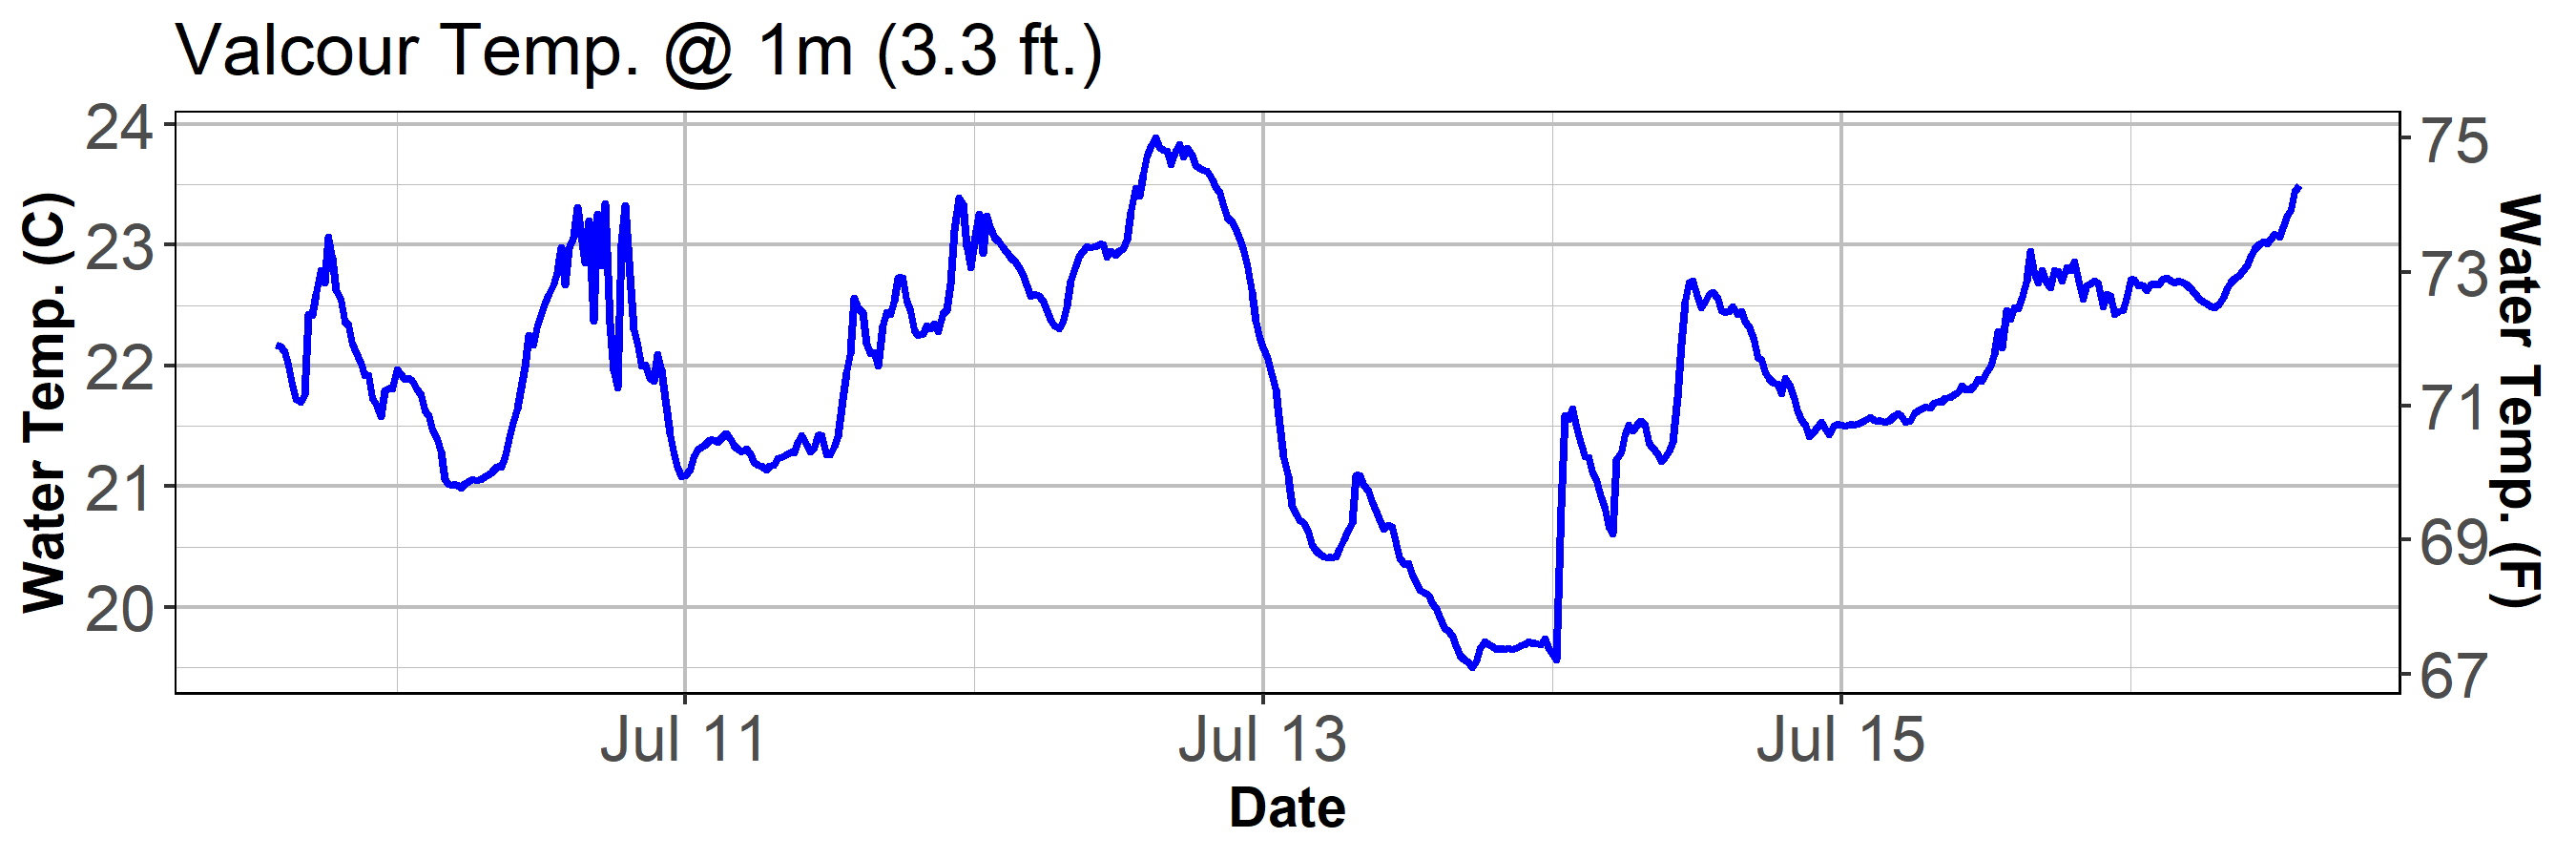 Valcour Temp. @ 1m (3.3 ft.)
Water Temp. (C)
24
23
22
21
20
75
73
71
69
67
Water Temp. (F)
Jul 11
Jul 13
Jul 15
Date